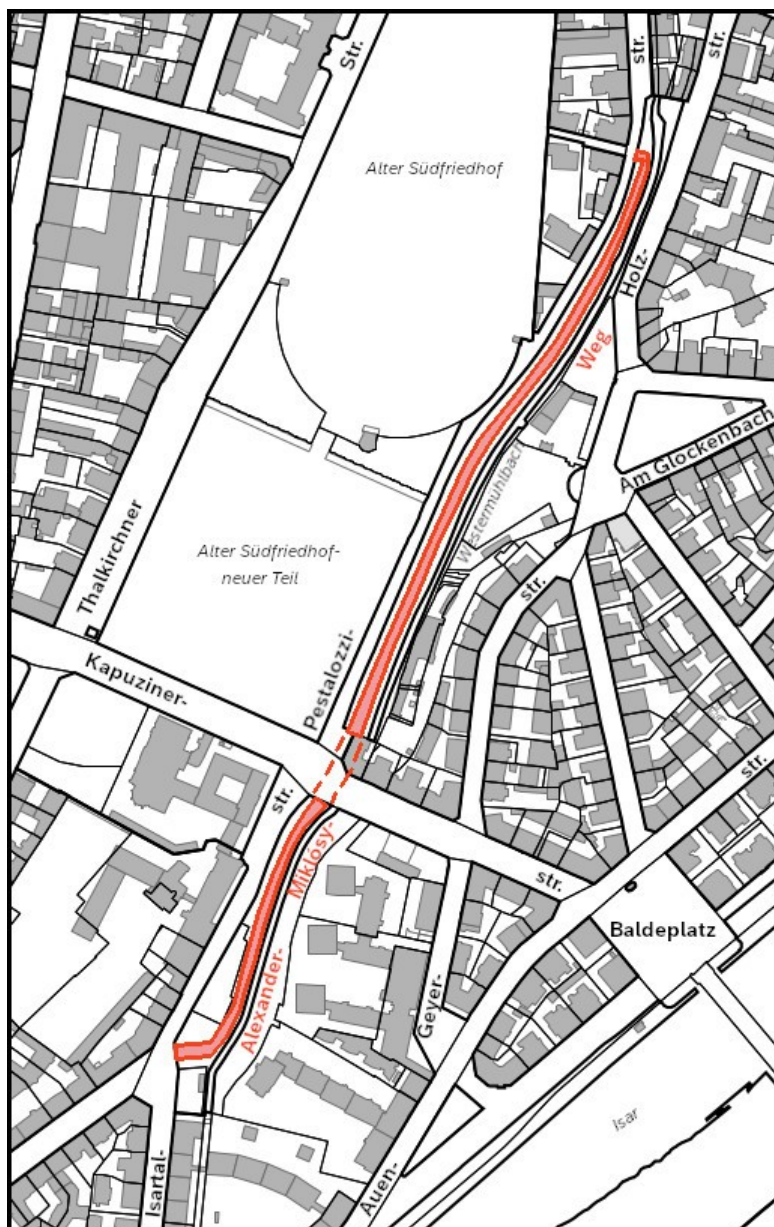 Str.
str.
str.
Alter Südfriedhof
Holz-
Weg
Am Glockenbach
Westermühlbach
Thalkirchner
Alter Südfriedhof-
neuer Teil
str.
Pestalozzi-
Kapuziner-
str.
str.
Miklósy-
str.
Baldeplatz
Alexander-
Geyer-
Isar
Auen-
Isartal-